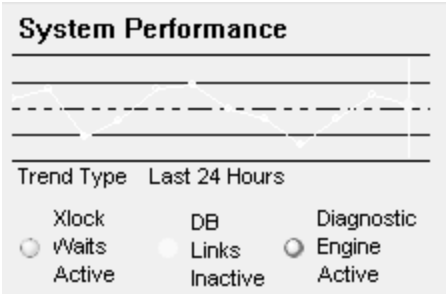 System Performance
Trend Type Last 24 Hours
Xlock
Waits
Active
DB
Links
Inactive
Diagnostic
Engine
Active